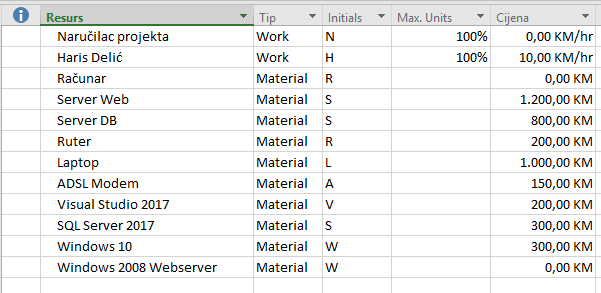 Resurs Tip Initials Max. Units Cijena
Naručilac projekta Work N 100% 0,00 KM/hr
Haris Delić Work H 100% 10,00 KM/hr
Računar Material R 0,00 KM
Server Web Material S 1.200,00 KM
Server DB Material S 800,00 KM
Ruter Material R 200,00 KM
Laptop Material L 1.000,00 KM
ADSL Modem Material A 150,00 KM
Visual Studio 2017 Material V 200,00 KM
SQL Server 2017 Material S 300,00 KM
Windows 10 Material W 300,00 KM
Windows 2008 Webserver Material W 0,00 KM